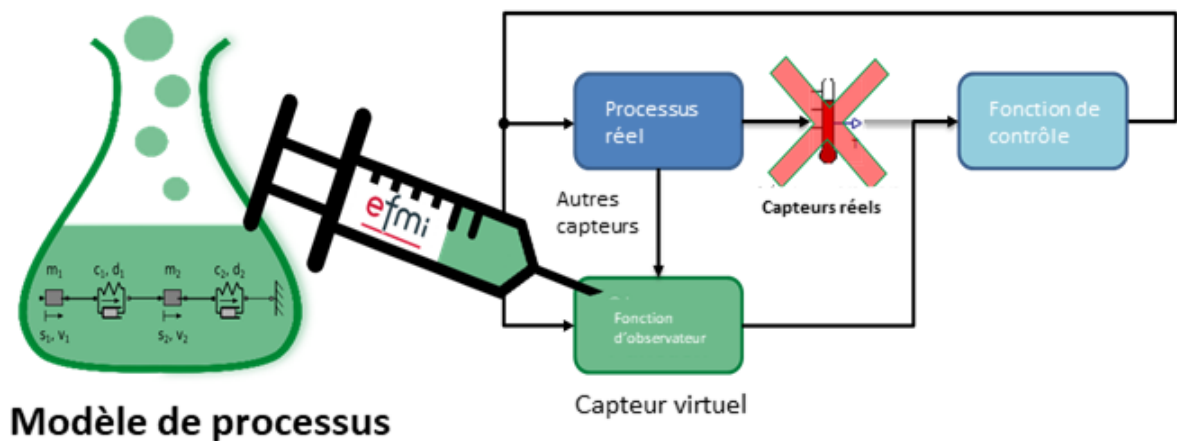 Processus
réel
Fonction de
contrôle
Autres
capteurs
Capteurs réels
efmi
m₁
c₁, d₁
m₂
c₂, d₂
s₁, v₁
s₂, v₂
Fonction
d'observateur
Capteur virtuel
Modèle de processus